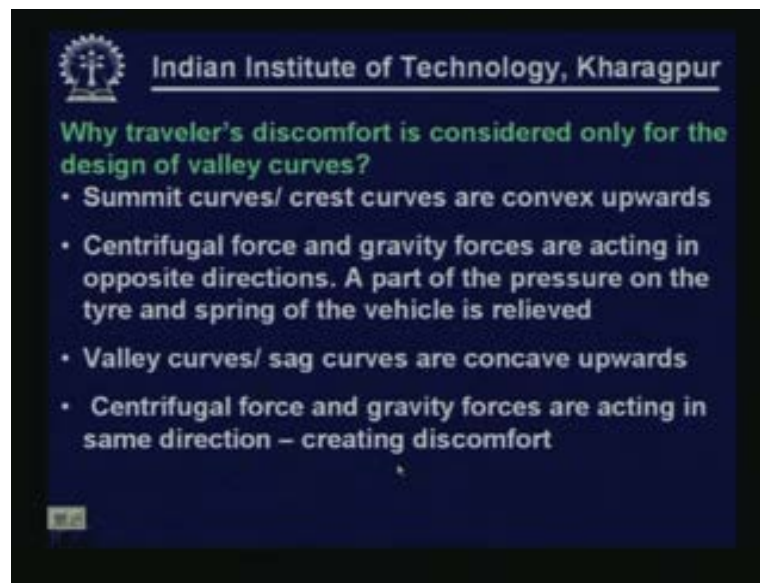 Indian Institute of Technology, Kharagpur
Why traveler's discomfort is considered only for the
design of valley curves?
• Summit curves/ crest curves are convex upwards
• Centrifugal force and gravity forces are acting in
opposite directions. A part of the pressure on the
tyre and spring of the vehicle is relieved
• Valley curves/ sag curves are concave upwards
• Centrifugal force and gravity forces are acting in
same direction – creating discomfort